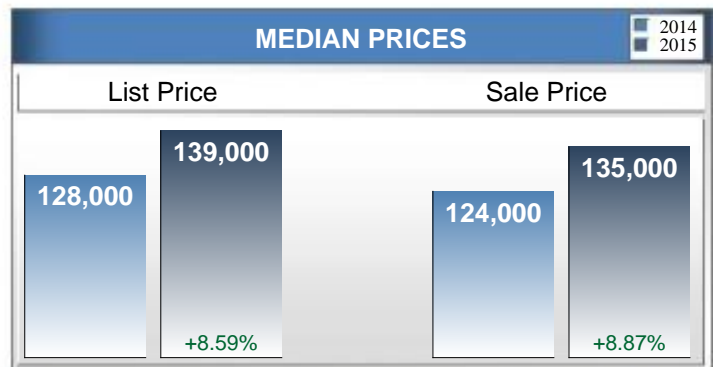 MEDIAN PRICES
2014
2015
List Price
Sale Price
128,000
139,000
+8.59%
124,000
135,000
+8.87%